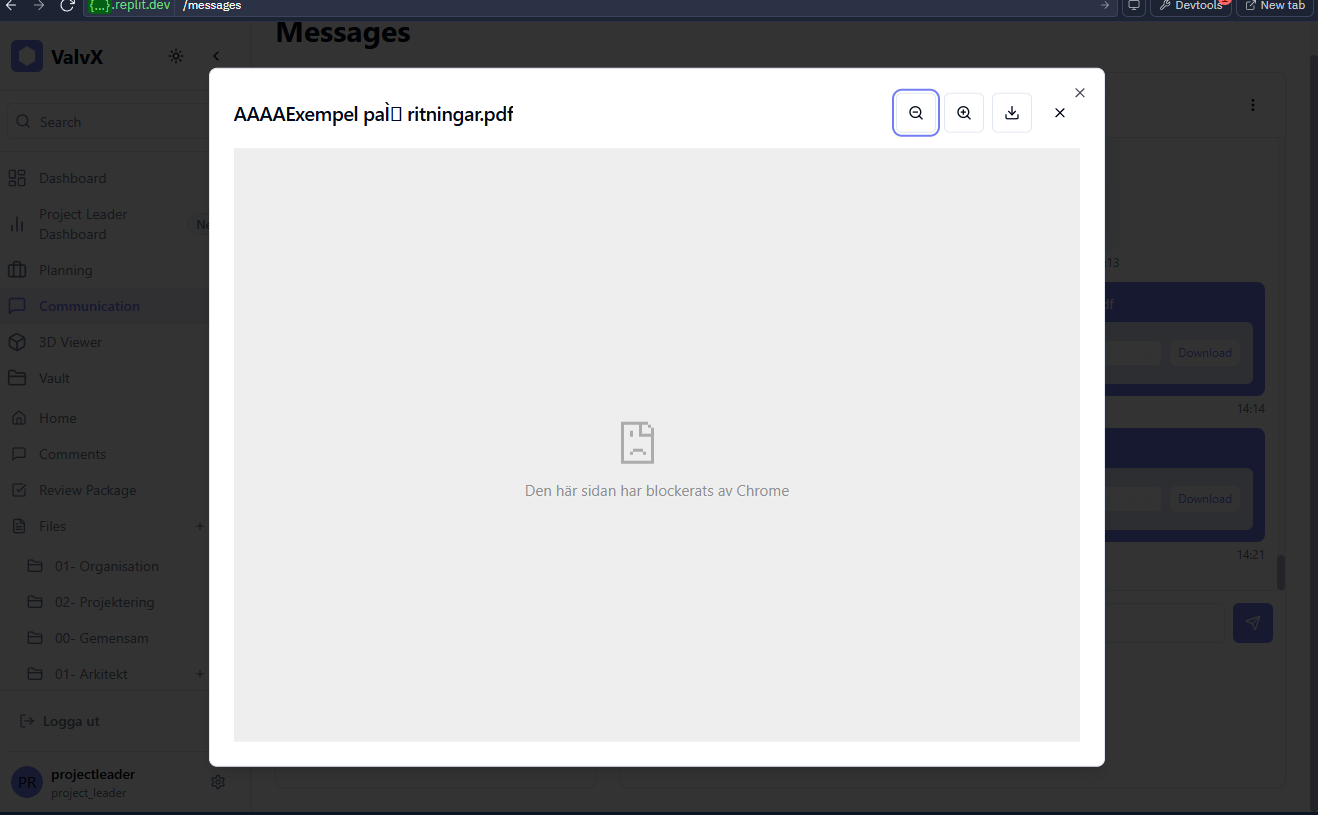 {...}.replit.dev /messages
Devtools
New tab
Messages
ValvX
Search
Dashboard
Project Leader
Dashboard
Ne
Planning
Communication
3D Viewer
Vault
Home
Comments
Review Package
Files
01- Organisation
02- Projektering
00- Gemensam
01- Arkitekt
Logga ut
PR
projectleader
project_leader
AAAAExempel paÌ ritningar.pdf
Den här sidan har blockerats av Chrome
:13
df
Download
14:14
Download
14:21